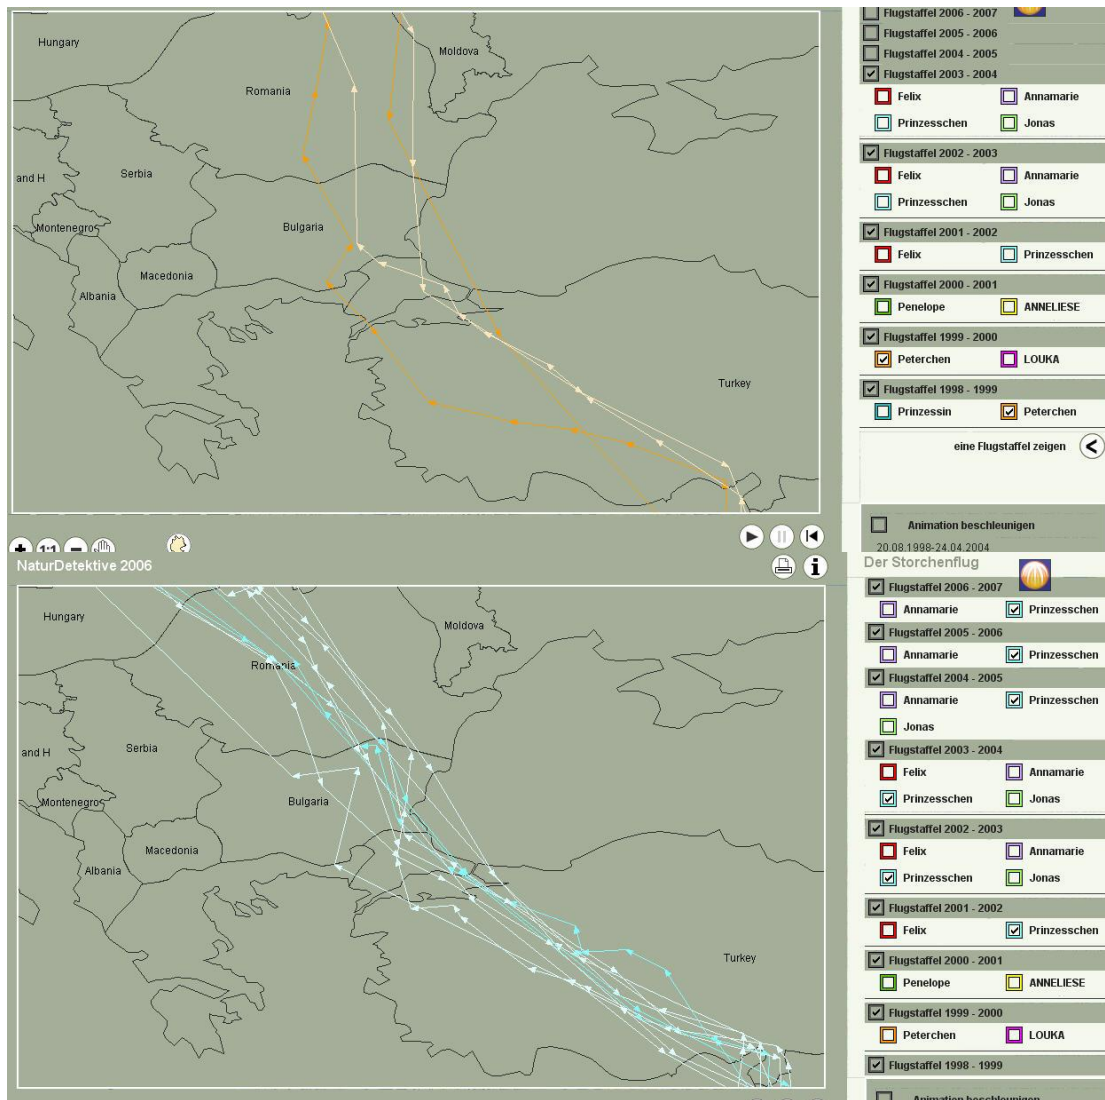 Hungary
Moldova
Romania
and H
Serbia
Montenegro
Bulgaria
Macedonia
Albania
Turkey
Flugstaffel 2006 - 2007
Flugstaffel 2005 - 2006
Flugstaffel 2004 - 2005
Flugstaffel 2003 - 2004
Felix Annamarie
Prinzesschen Jonas
Flugstaffel 2002 - 2003
Felix Annamarie
Prinzesschen Jonas
Flugstaffel 2001 - 2002
Felix Prinzesschen
Flugstaffel 2000 - 2001
Penelope ANNELIESE
Flugstaffel 1999 - 2000
Peterchen LOUKA
Flugstaffel 1998 - 1999
Prinzessin Peterchen
eine Flugstaffel zeigen <
Animation beschleunigen
20.08.1998-24.04.2004
1:1
NaturDetektive 2006
i
Hungary
Moldova
Romania
and H
Serbia
Montenegro
Bulgaria
Macedonia
Albania
Turkey
Der Storchenflug
Flugstaffel 2006 - 2007
Annamarie Prinzesschen
Flugstaffel 2005 - 2006
Annamarie Prinzesschen
Flugstaffel 2004 - 2005
Annamarie Prinzesschen
Jonas
Flugstaffel 2003 - 2004
Felix Annamarie
Prinzesschen Jonas
Flugstaffel 2002 - 2003
Felix Annamarie
Prinzesschen Jonas
Flugstaffel 2001 - 2002
Felix Prinzesschen
Flugstaffel 2000 - 2001
Penelope ANNELIESE
Flugstaffel 1999 - 2000
Peterchen LOUKA
Flugstaffel 1998 - 1999
Animation beschleunigen